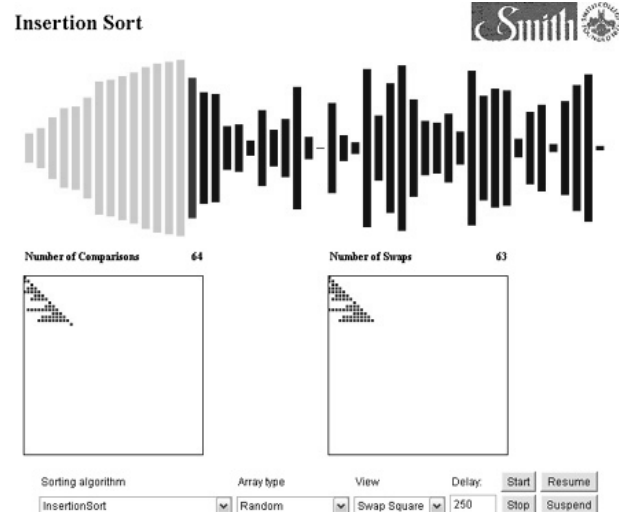 Insertion Sort
Smith
Number of Comparisons 64
Number of Swaps 63
Sorting algorithm Array type View Delay: Start Resume
InsertionSort Random Swap Square 250 Stop Suspend